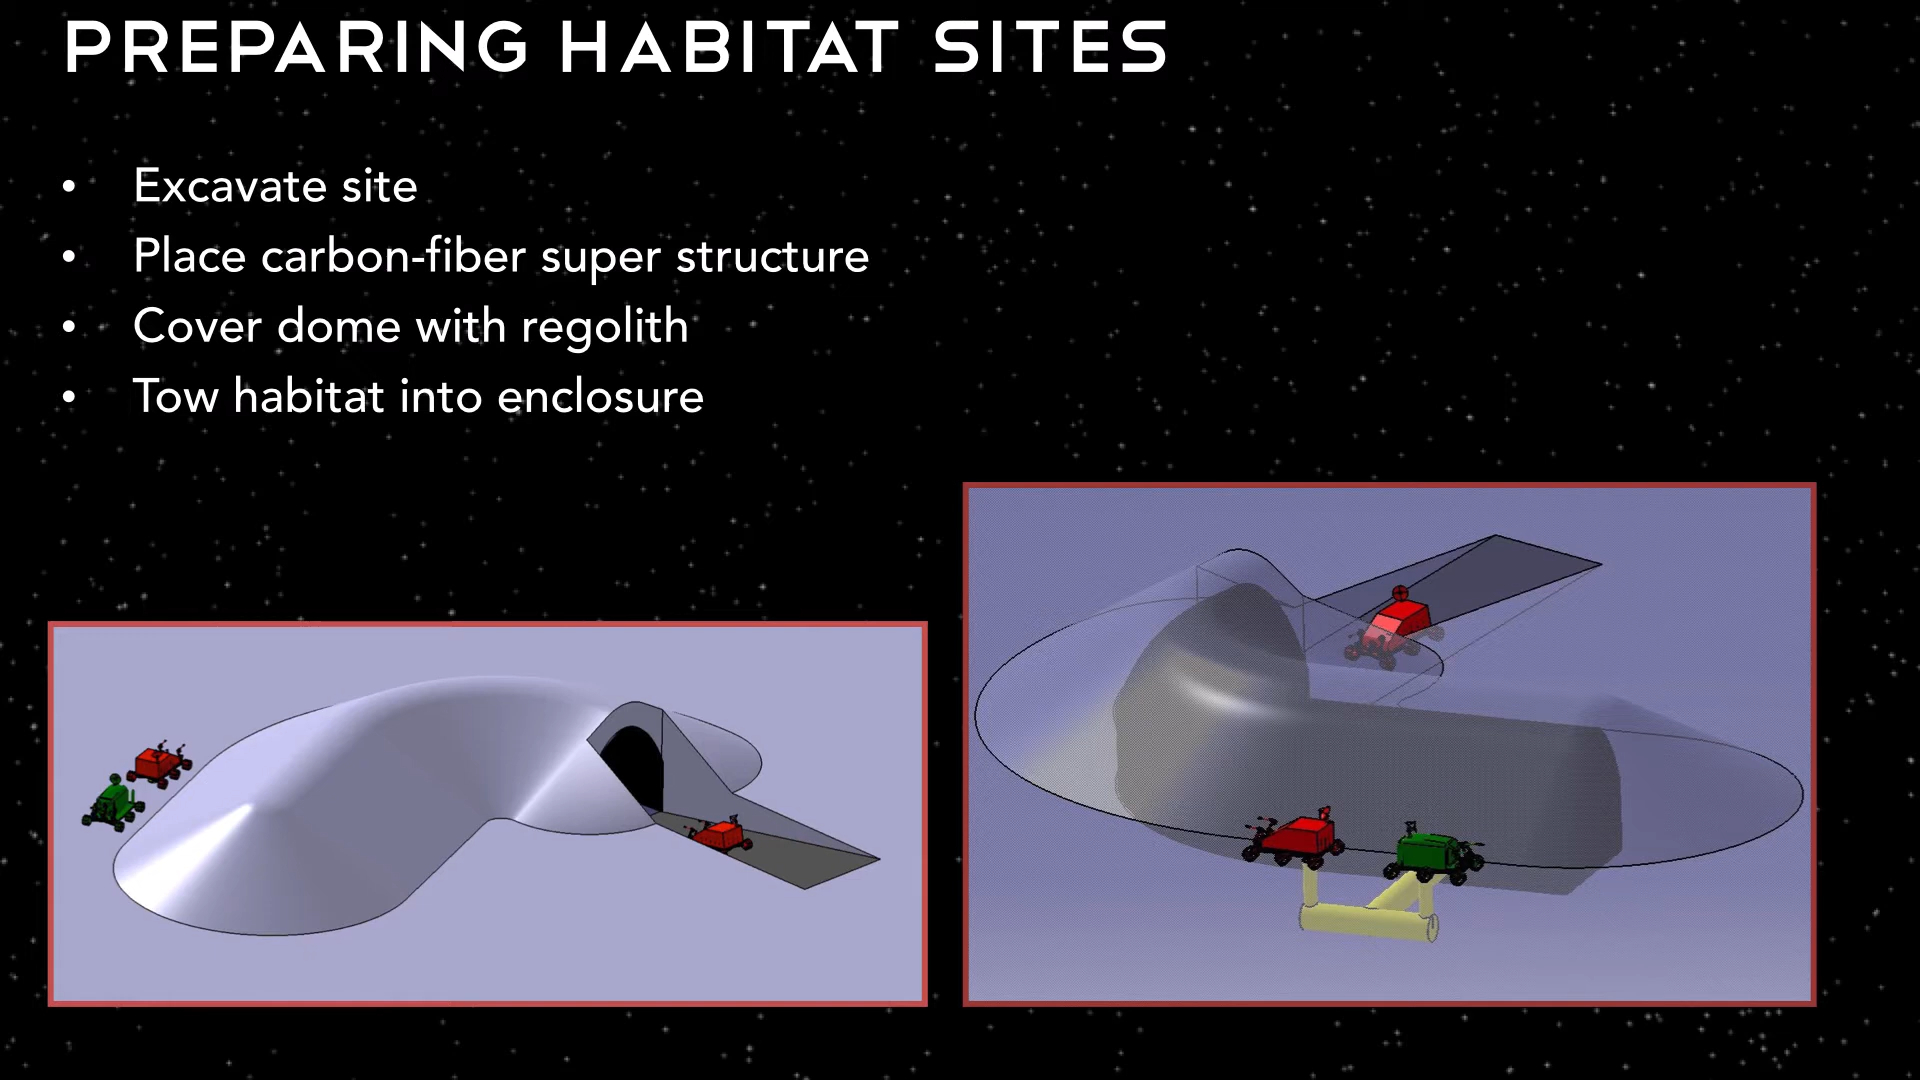 PREPARING HABITAT SITES
• Excavate site
• Place carbon-fiber super structure
• Cover dome with regolith
• Tow habitat into enclosure